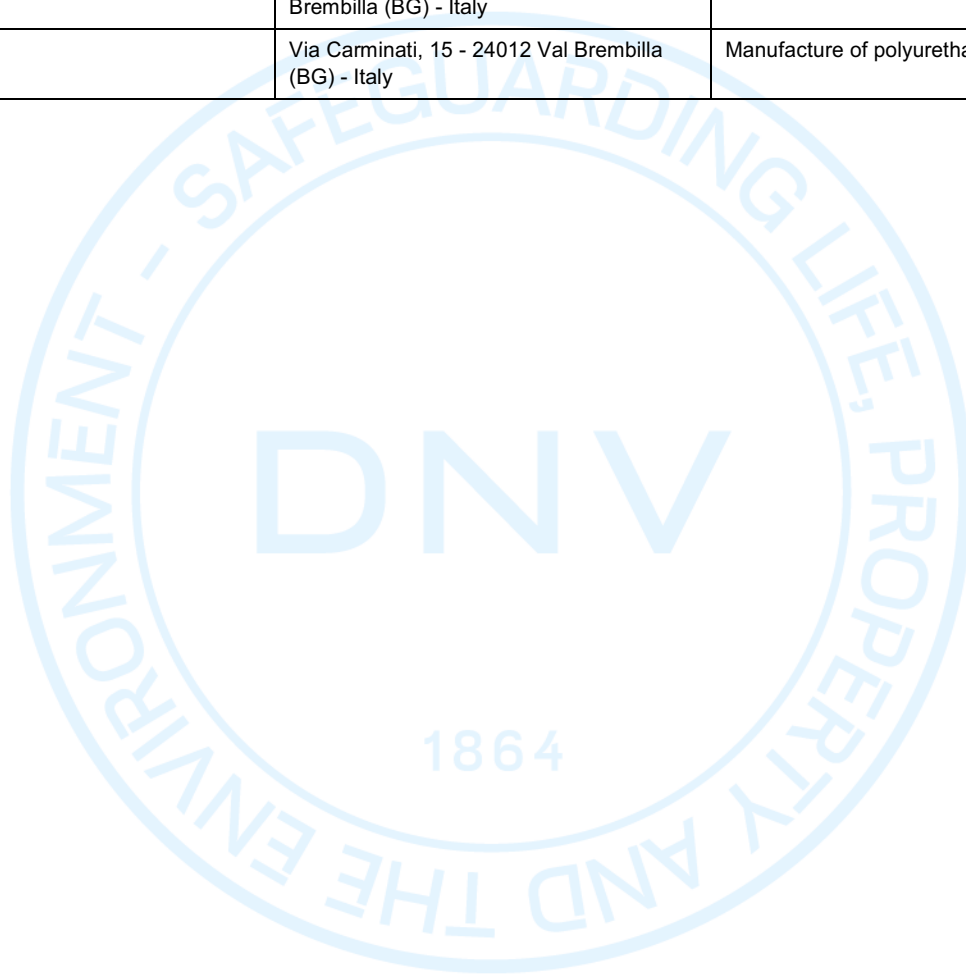 Brembilla (BG) - Italy
Via Carminati, 15 - 24012 Val Brembilla
(BG) - Italy
Manufacture of
SAFEGUARDING LIFE, PROPERTY AND THE ENVIRONMENT -
DNV
1864